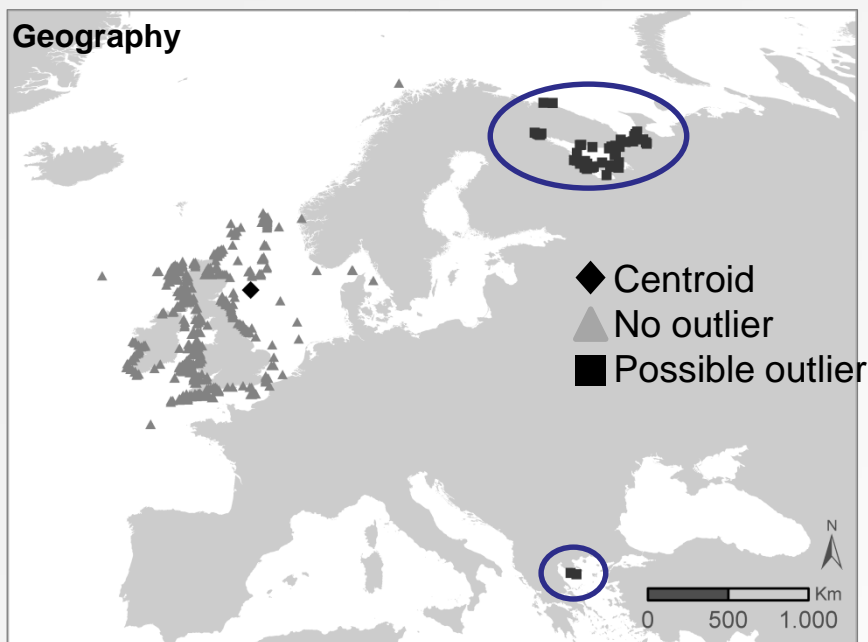 Geography
Centroid
No outlier
Possible outlier
N
Km
0 500 1.000